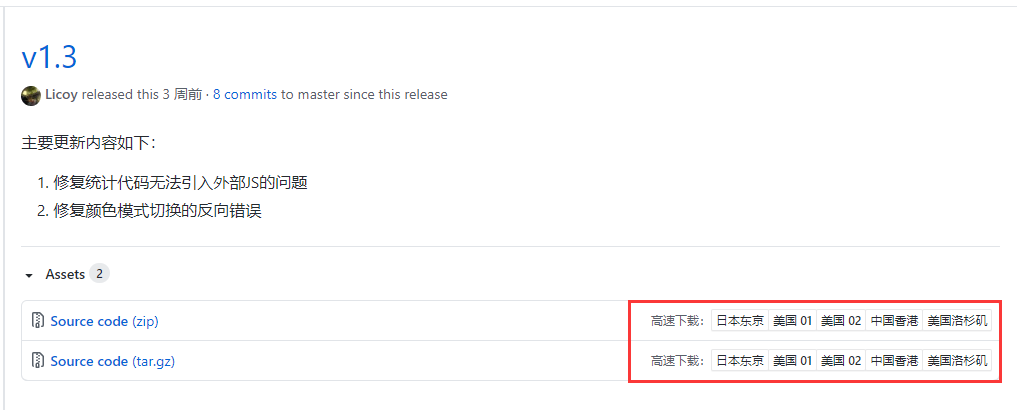 v1.3
Licoy released this 3 周前 · 8 commits to master since this release
主要更新内容如下：
1. 修复统计代码无法引入外部JS的问题
2. 修复颜色模式切换的反向错误
Assets 2
Source code (zip) 高速下载： 日本东京 美国 01 美国 02 中国香港 美国洛杉矶
Source code (tar.gz) 高速下载： 日本东京 美国 01 美国 02 中国香港 美国洛杉矶